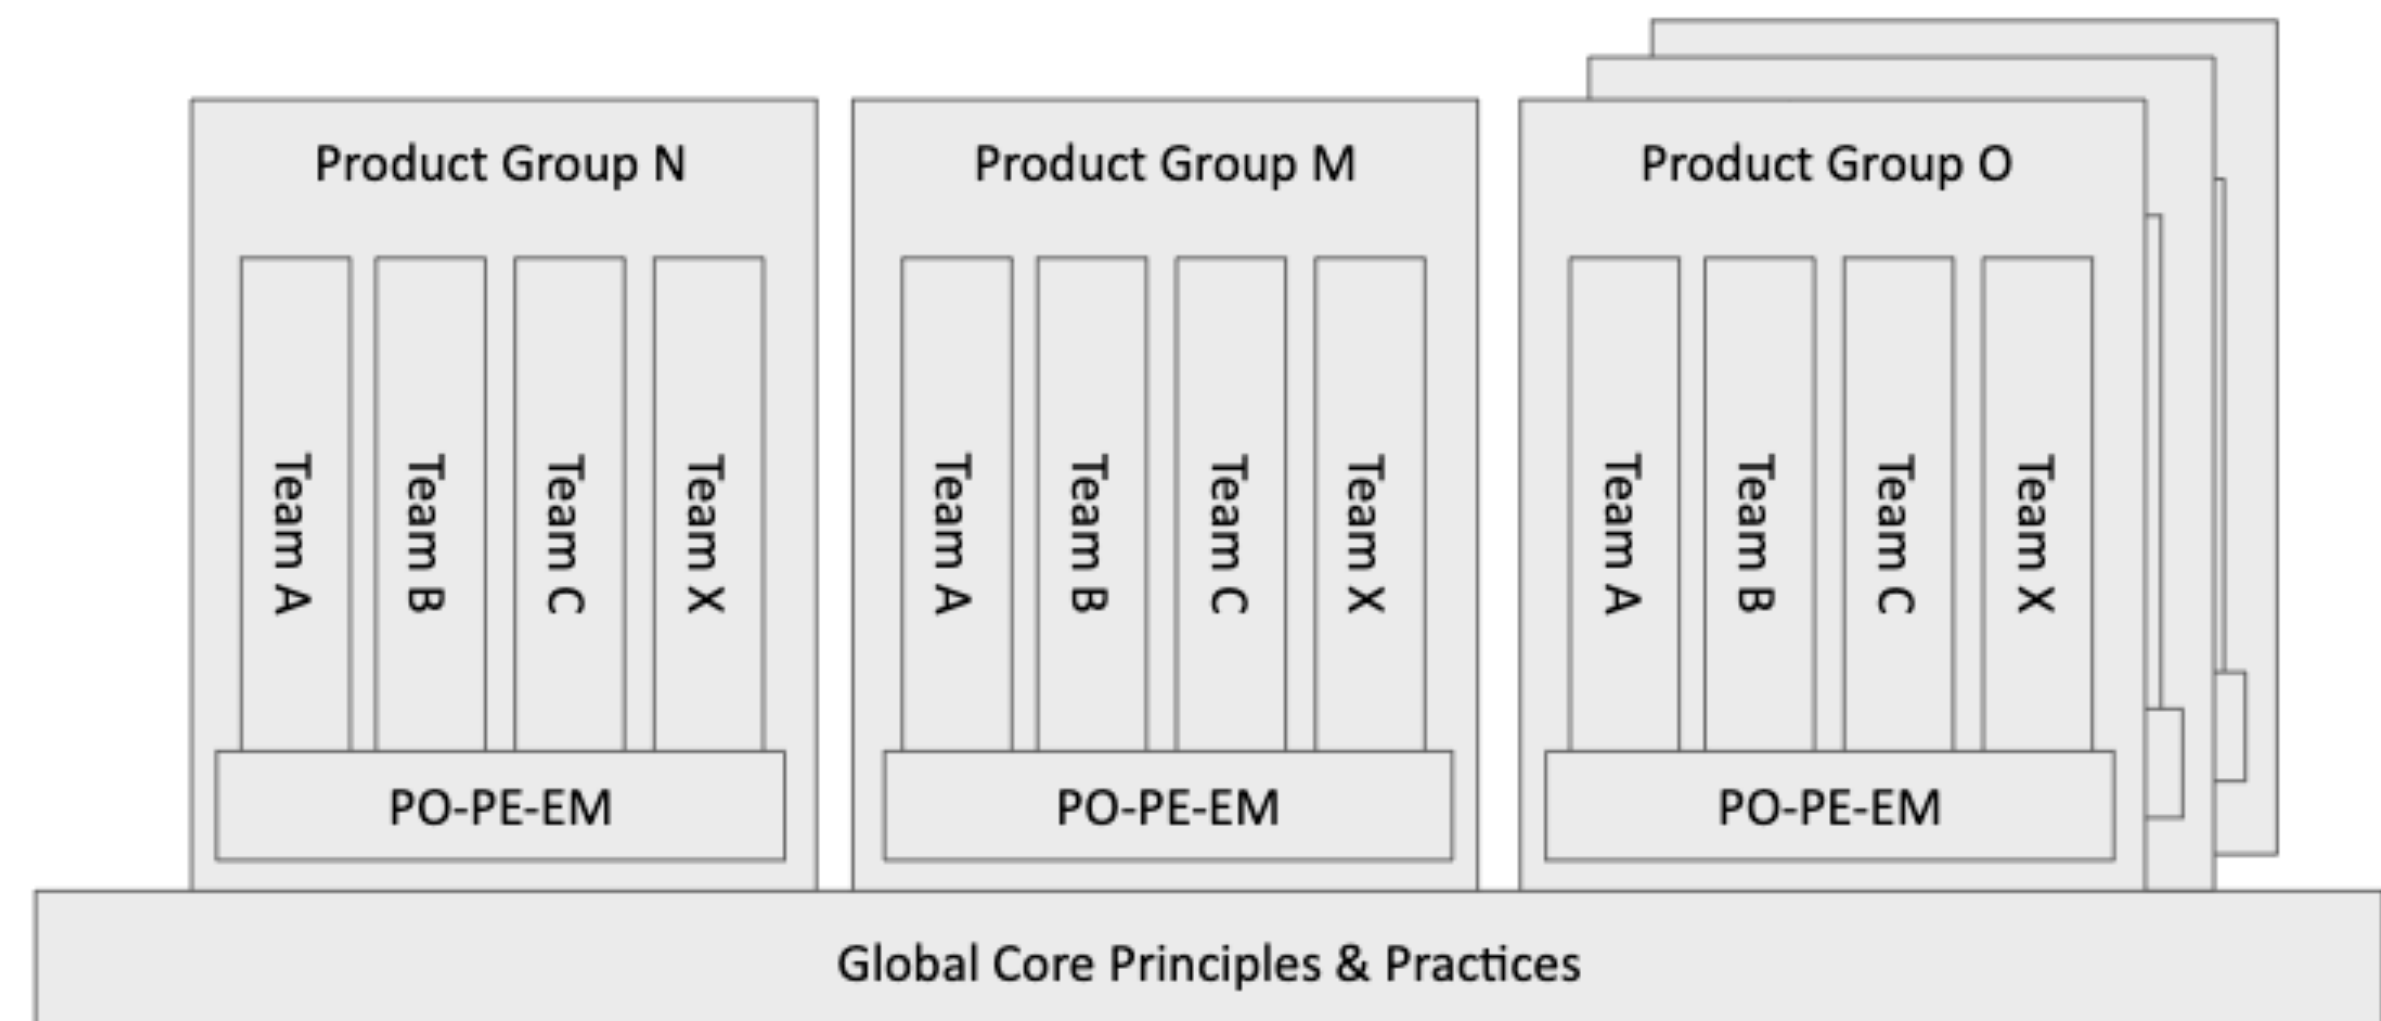 Product Group N
Team A
Team B
Team C
Team X
PO-PE-EM
Product Group M
Team A
Team B
Team C
Team X
PO-PE-EM
Product Group O
Team A
Team B
Team C
Team X
PO-PE-EM
Global Core Principles & Practices